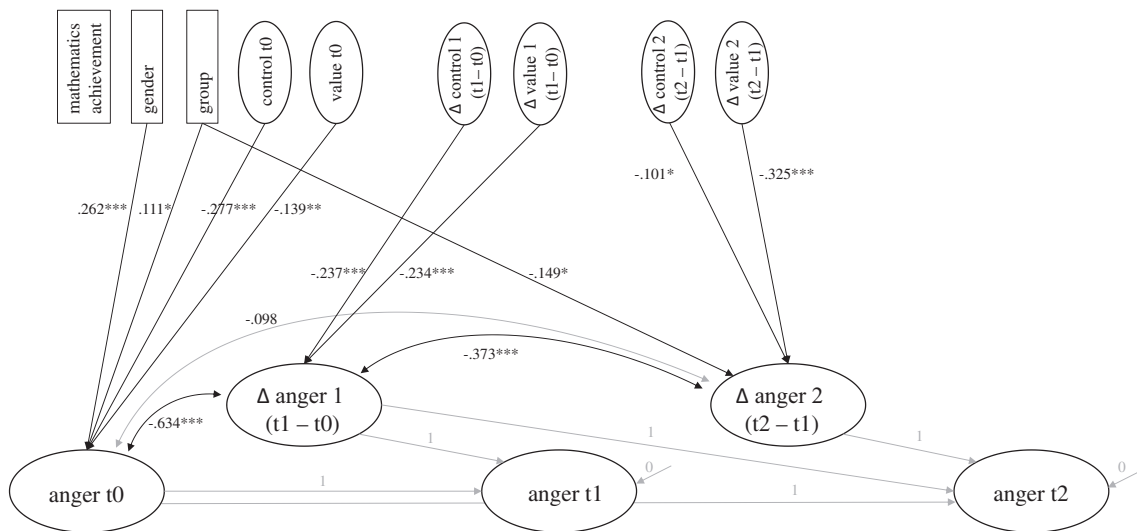 mathematics
achievement
gender
group
control t0
value t0
Δ control 1
(t1– t0)
Δ value 1
(t1– t0)
Δ control 2
(t2 – t1)
Δ value 2
(t2 – t1)
.262***
.111*
-.277***
-.139**
-.101*
-.325***
-.237***
-.234***
-.149*
-.098
-.373***
-.634***
Δ anger 1
(t1 – t0)
Δ anger 2
(t2 – t1)
1
1
1
0
0
anger t0
1
anger t1
1
anger t2